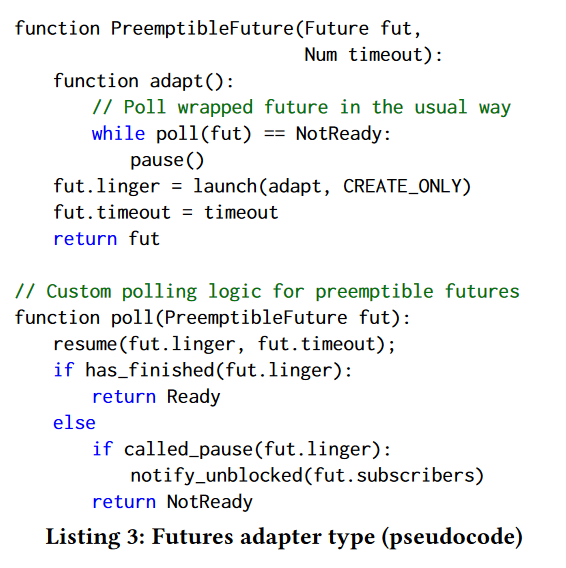 function PreemptibleFuture(Future fut,
                           Num timeout):
    function adapt():
        // Poll wrapped future in the usual way
        while poll(fut) == NotReady:
            pause()
    fut.linger = launch(adapt, CREATE_ONLY)
    fut.timeout = timeout
    return fut

// Custom polling logic for preemptible futures
function poll(PreemptibleFuture fut):
    resume(fut.linger, fut.timeout);
    if has_finished(fut.linger):
        return Ready
    else
        if called_pause(fut.linger):
            notify_unblocked(fut.subscribers)
        return NotReady
Listing 3: Futures adapter type (pseudocode)